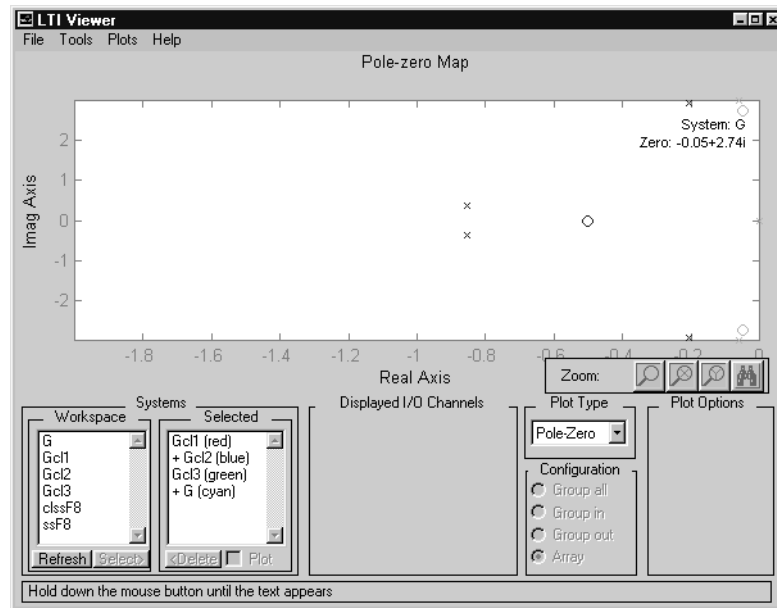 LTI Viewer
File Tools Plots Help
Pole-zero Map
System: G
Zero: -0.05+2.74i
Imag Axis
2
1
0
-1
-2
-1.8 -1.6 -1.4 -1.2 -1 -0.8 -0.6 -0.4 -0.2 0
Real Axis
Zoom:
Systems
Workspace
G
Gcl1
Gcl2
Gcl3
clssF8
ssF8
Refresh Select>
Selected
Gcl1 (red)
+ Gcl2 (blue)
Gcl3 (green)
+ G (cyan)
<Delete Plot
Displayed I/O Channels
Plot Type
Pole-Zero
Configuration
Group all
Group in
Group out
Array
Plot Options
Hold down the mouse button until the text appears